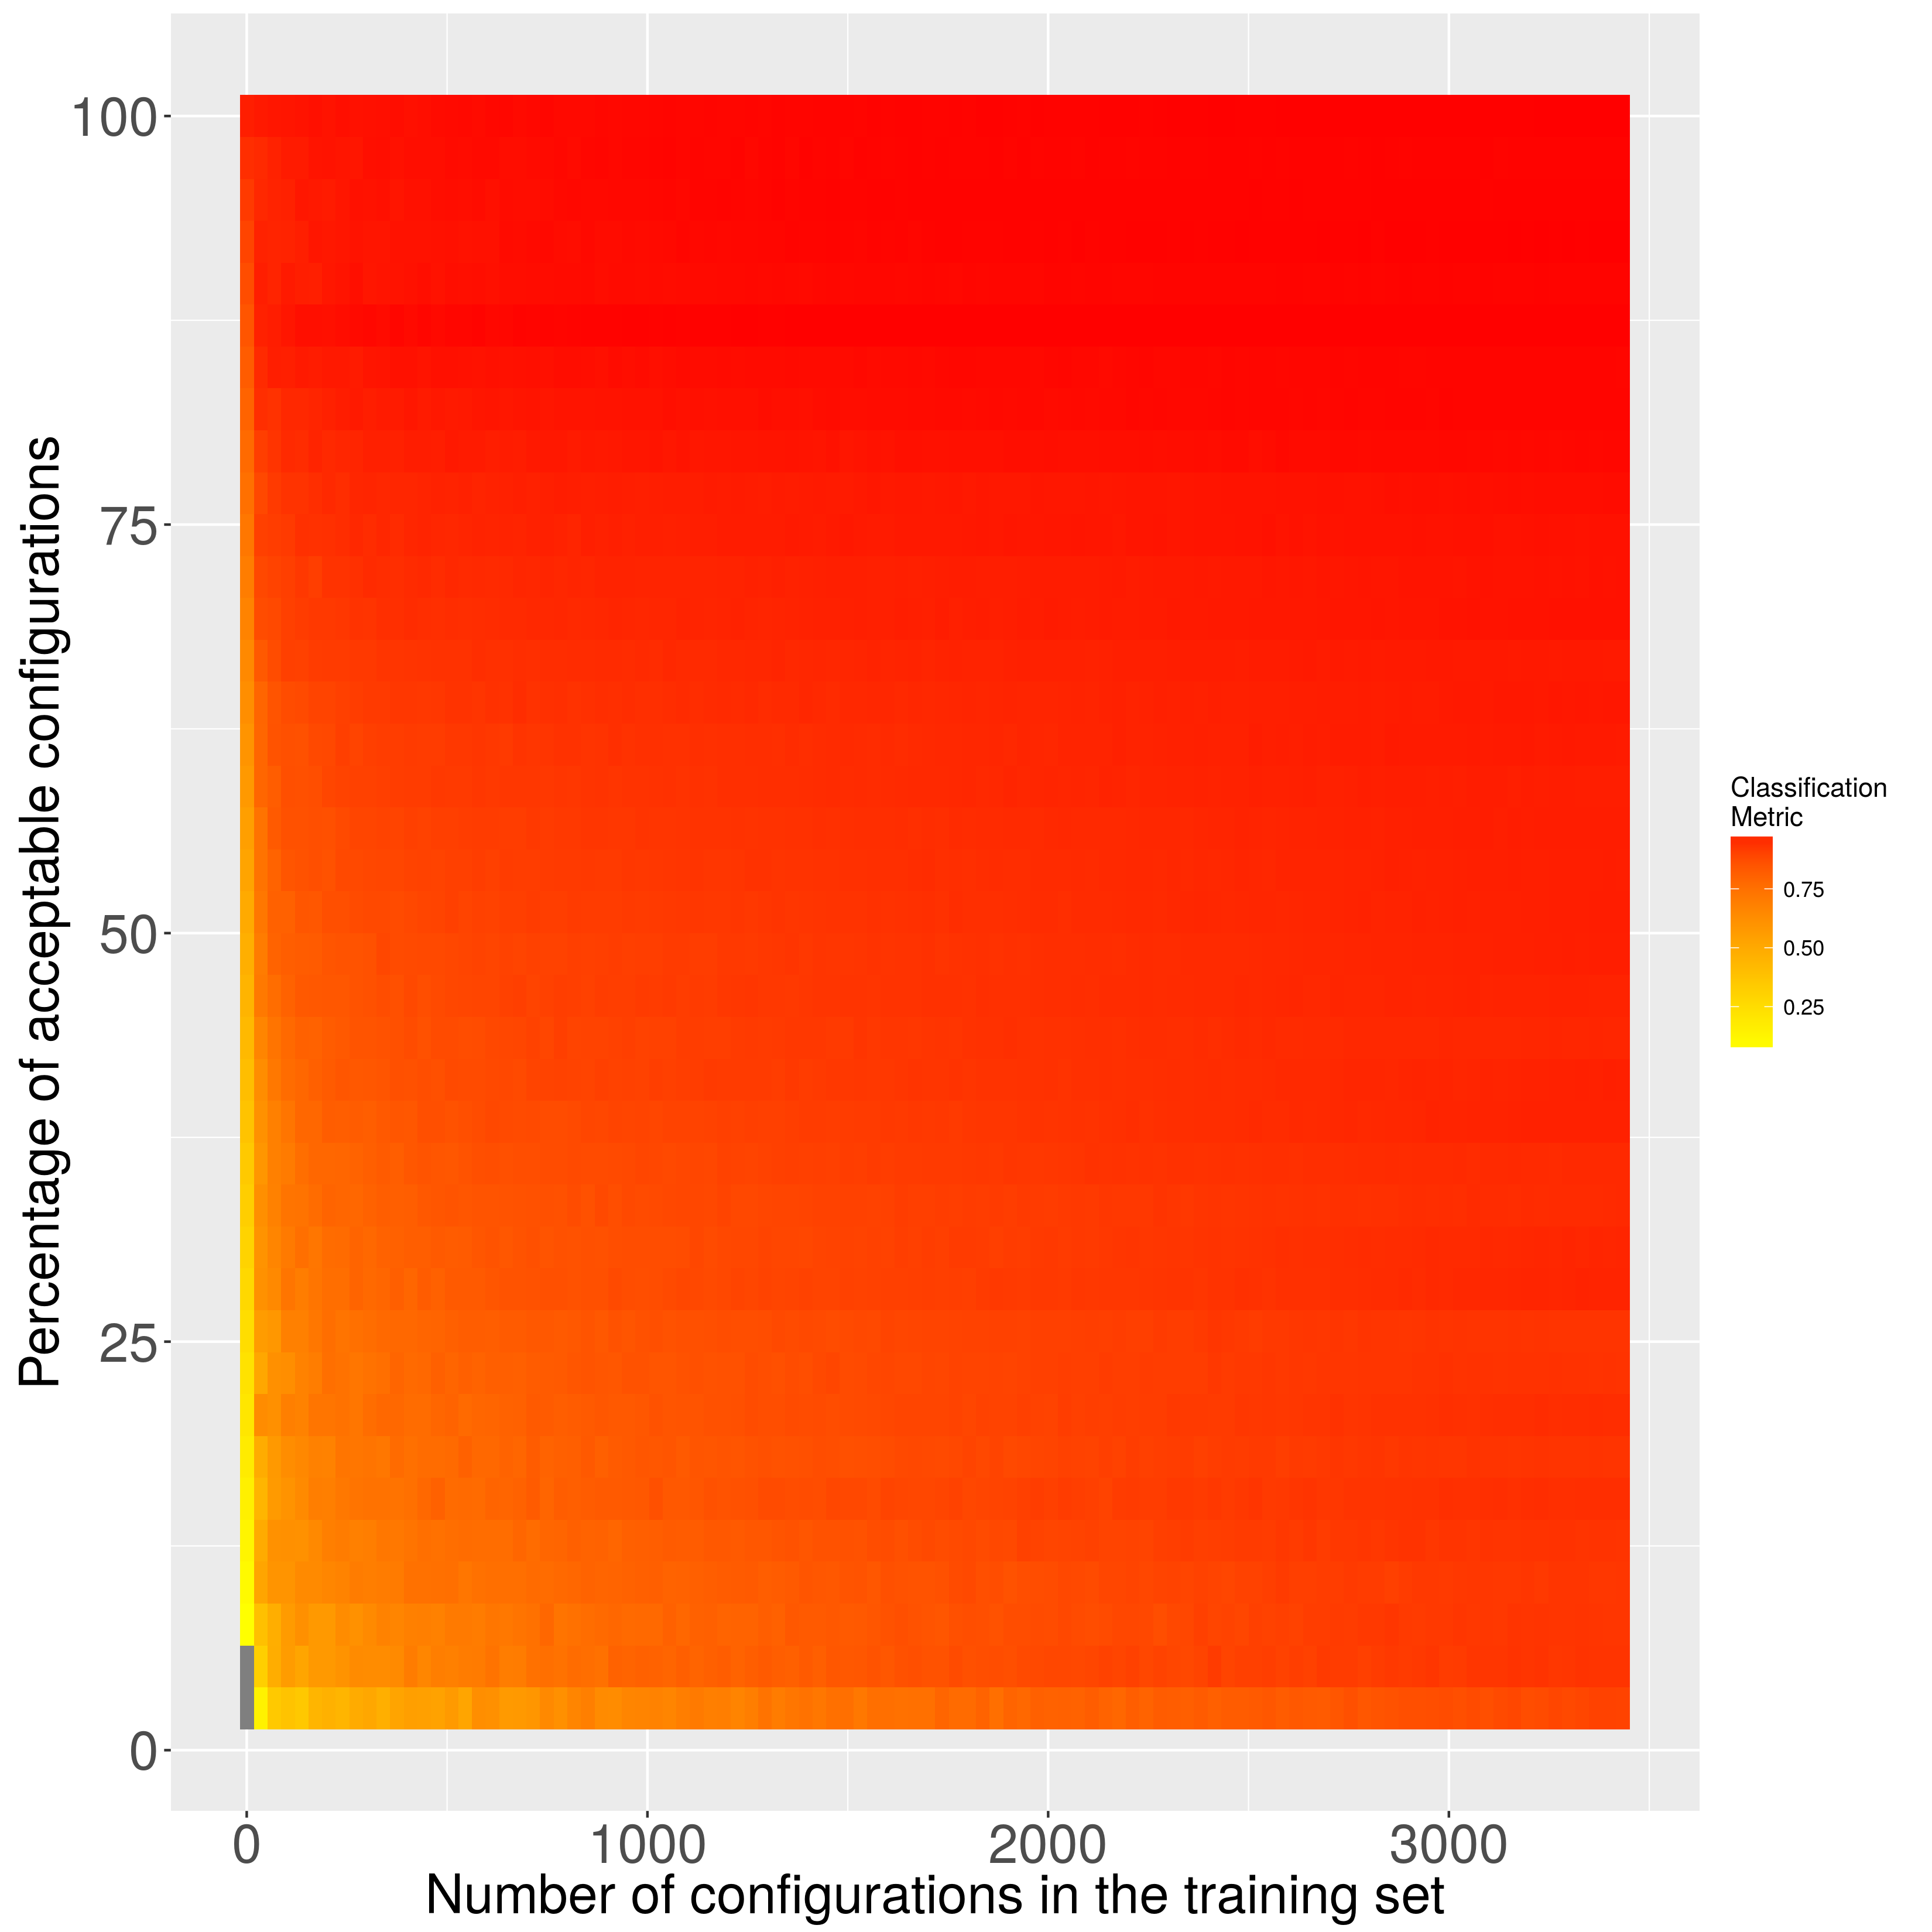 100
75
50
25
0
Percentage of acceptable configurations
0 1000 2000 3000
Number of configurations in the training set
Classification
Metric
0.75
0.50
0.25